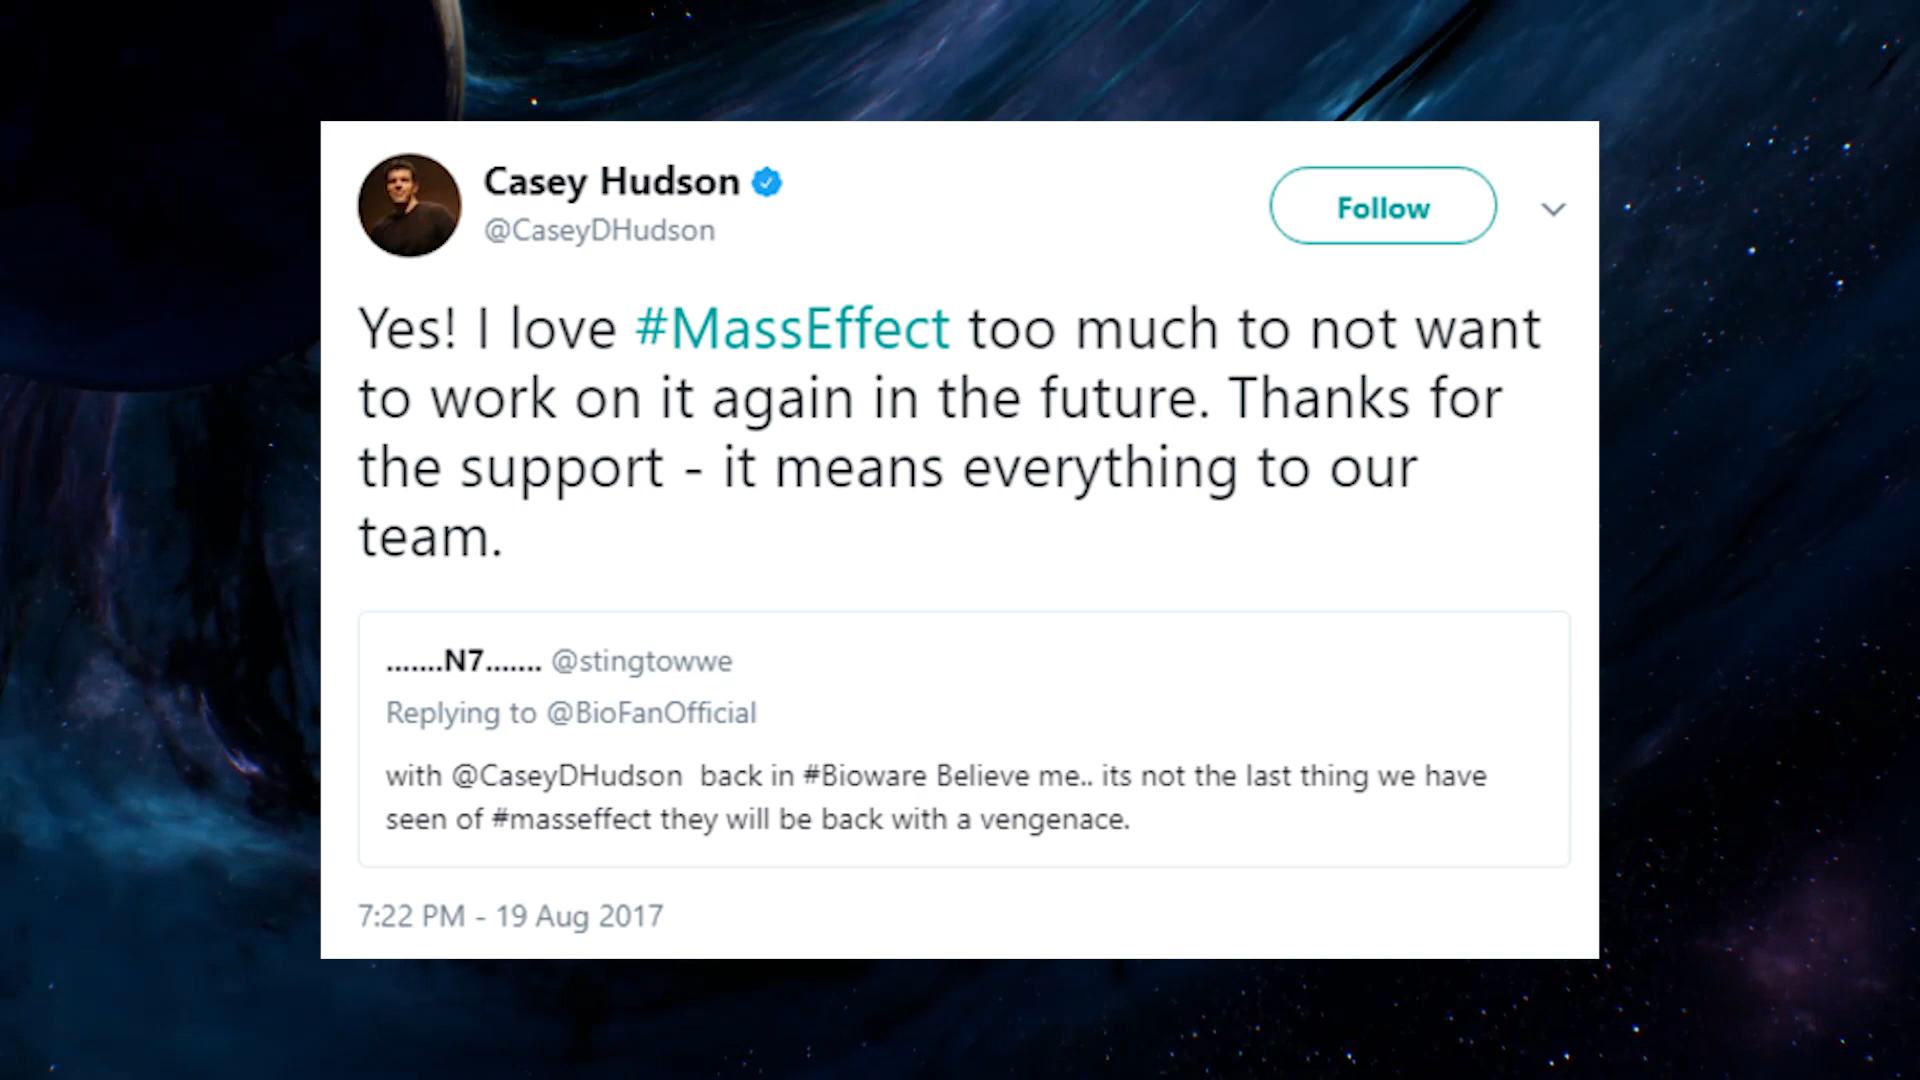 Casey Hudson
@CaseyDHudson
Follow
Yes! I love #MassEffect too much to not want
to work on it again in the future. Thanks for
the support - it means everything to our
team.
.......N7....... @stingtowwe
Replying to @BioFanOfficial
with @CaseyDHudson  back in #Bioware Believe me.. its not the last thing we have
seen of #masseffect they will be back with a vengenace.
7:22 PM - 19 Aug 2017